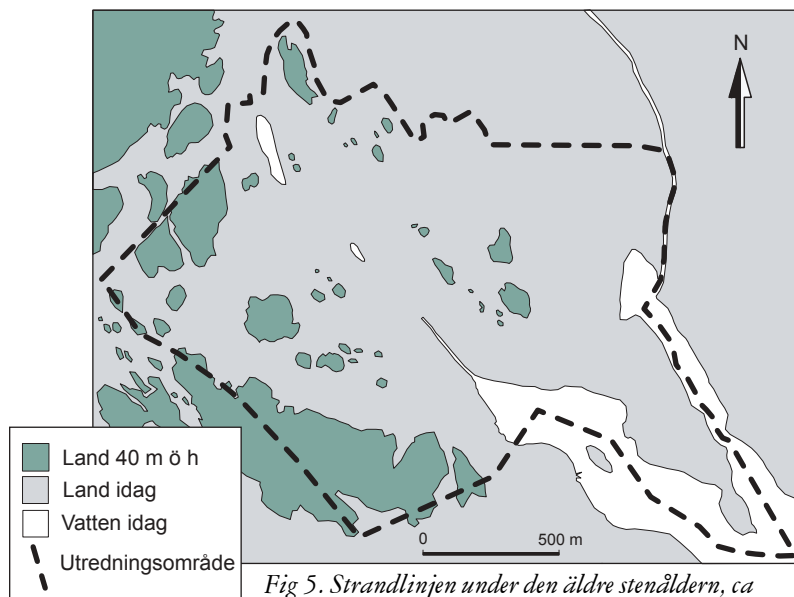 N
Land 40 m ö h
Land idag
Vatten idag
Utredningsområde
0 500 m
Fig 5. Strandlinjen under den äldre stenåldern, ca